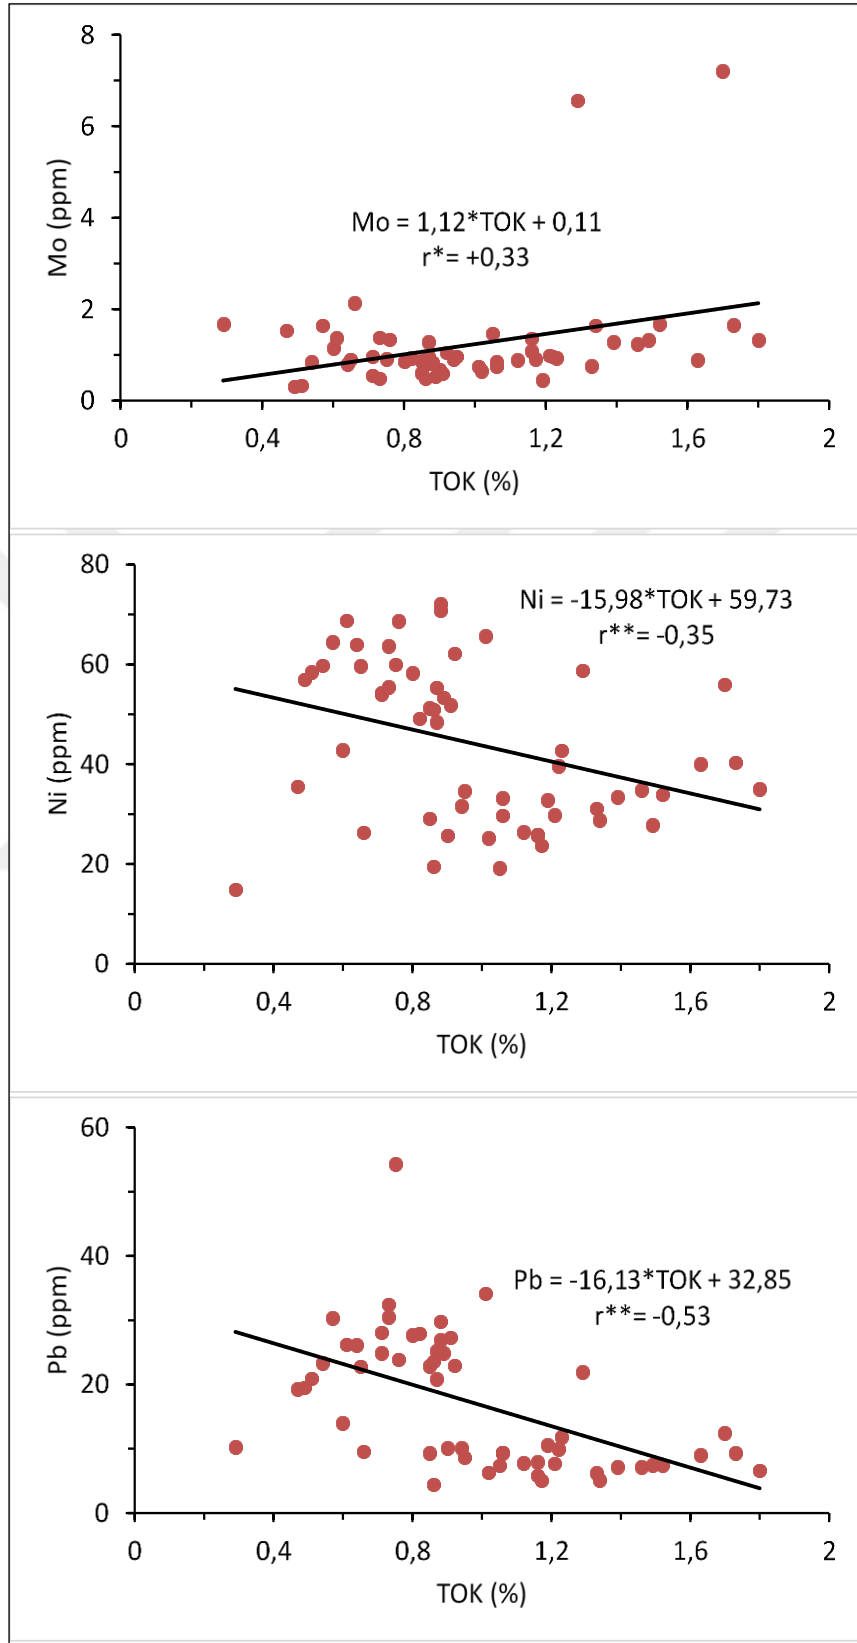 8
6
4
2
0
Mo (ppm)
Mo = 1,12*TOK + 0,11
r*= +0,33
0 0,4 0,8 1,2 1,6 2
TOK (%)
80
60
40
20
0
Ni (ppm)
Ni = -15,98*TOK + 59,73
r**= -0,35
0 0,4 0,8 1,2 1,6 2
TOK (%)
60
40
20
0
Pb (ppm)
Pb = -16,13*TOK + 32,85
r**= -0,53
0 0,4 0,8 1,2 1,6 2
TOK (%)